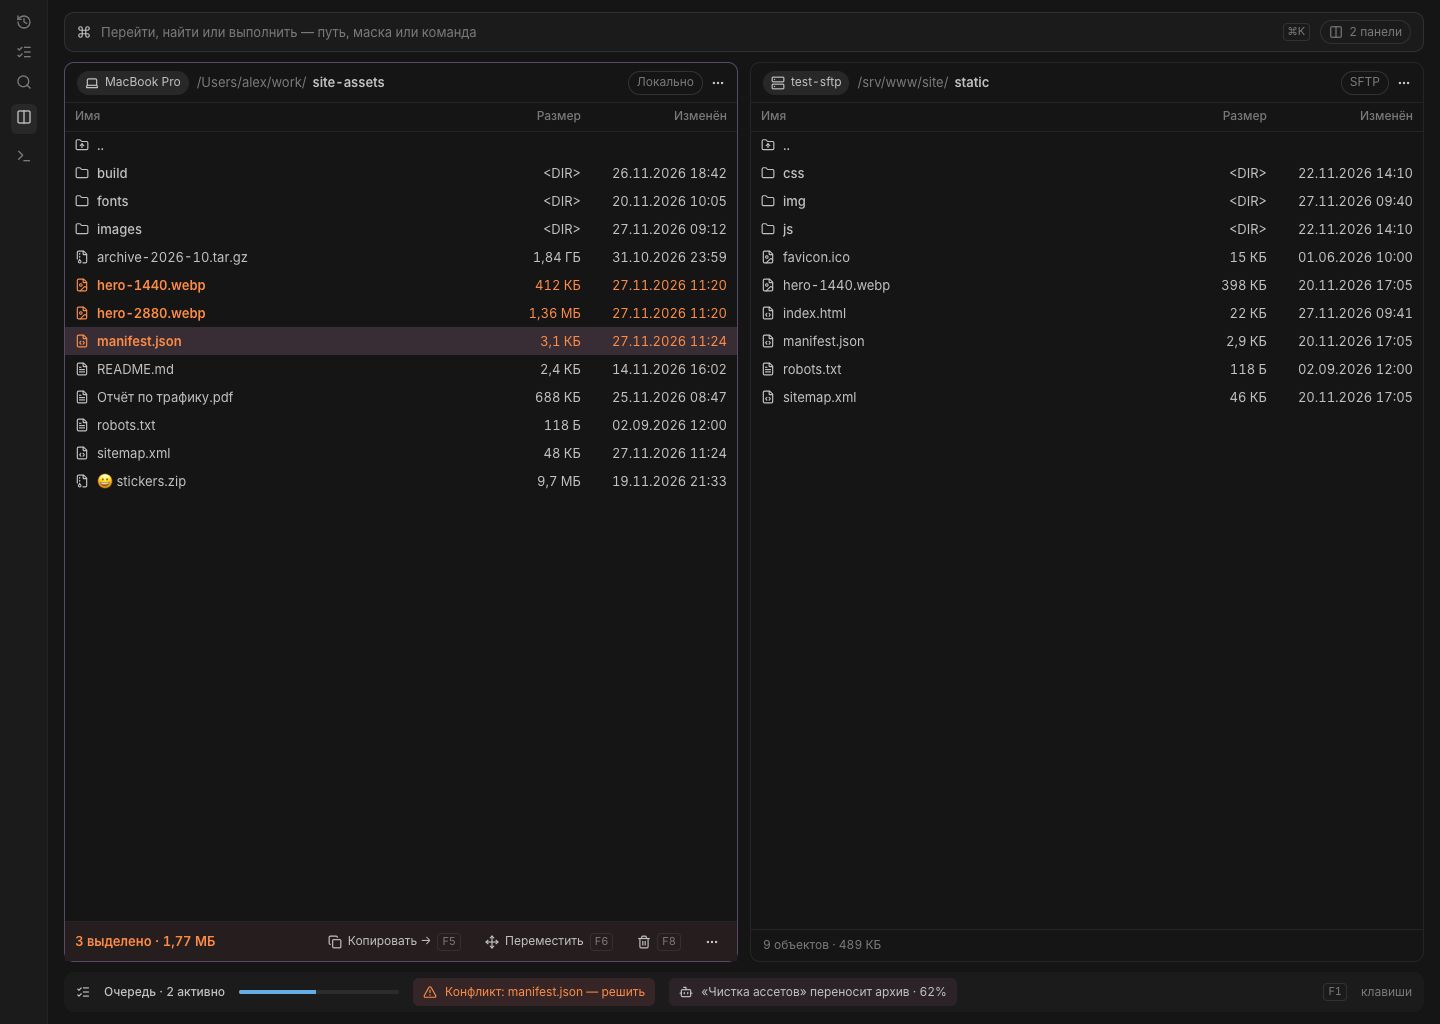 ⌘ Перейти, найти или выполнить — путь, маска или команда ⌘K 2 панели
MacBook Pro /Users/alex/work/ site-assets Локально ···
Имя Размер Изменён
..
build <DIR> 26.11.2026 18:42
fonts <DIR> 20.11.2026 10:05
images <DIR> 27.11.2026 09:12
archive-2026-10.tar.gz 1,84 ГБ 31.10.2026 23:59
hero-1440.webp 412 КБ 27.11.2026 11:20
hero-2880.webp 1,36 МБ 27.11.2026 11:20
manifest.json 3,1 КБ 27.11.2026 11:24
README.md 2,4 КБ 14.11.2026 16:02
Отчёт по трафику.pdf 688 КБ 25.11.2026 08:47
robots.txt 118 Б 02.09.2026 12:00
sitemap.xml 48 КБ 27.11.2026 11:24
😀 stickers.zip 9,7 МБ 19.11.2026 21:33
3 выделено · 1,77 МБ Копировать → F5 Переместить F6 F8 ···
test-sftp /srv/www/site/ static SFTP ···
Имя Размер Изменён
..
css <DIR> 22.11.2026 14:10
img <DIR> 27.11.2026 09:40
js <DIR> 22.11.2026 14:10
favicon.ico 15 КБ 01.06.2026 10:00
hero-1440.webp 398 КБ 20.11.2026 17:05
index.html 22 КБ 27.11.2026 09:41
manifest.json 2,9 КБ 20.11.2026 17:05
robots.txt 118 Б 02.09.2026 12:00
sitemap.xml 46 КБ 20.11.2026 17:05
9 объектов · 489 КБ
Очередь · 2 активно Конфликт: manifest.json — решить «Чистка ассетов» переносит архив · 62% F1 клавиши